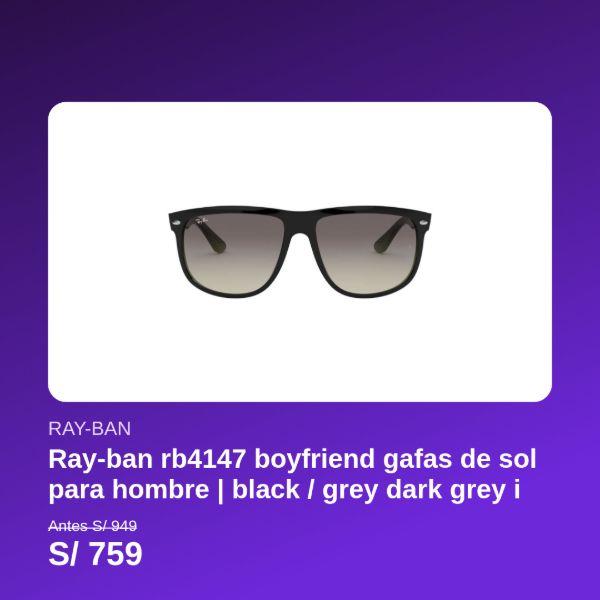 RAY-BAN
Ray-ban rb4147 boyfriend gafas de sol
para hombre | black / grey dark grey i
Antes S/ 949
S/ 759